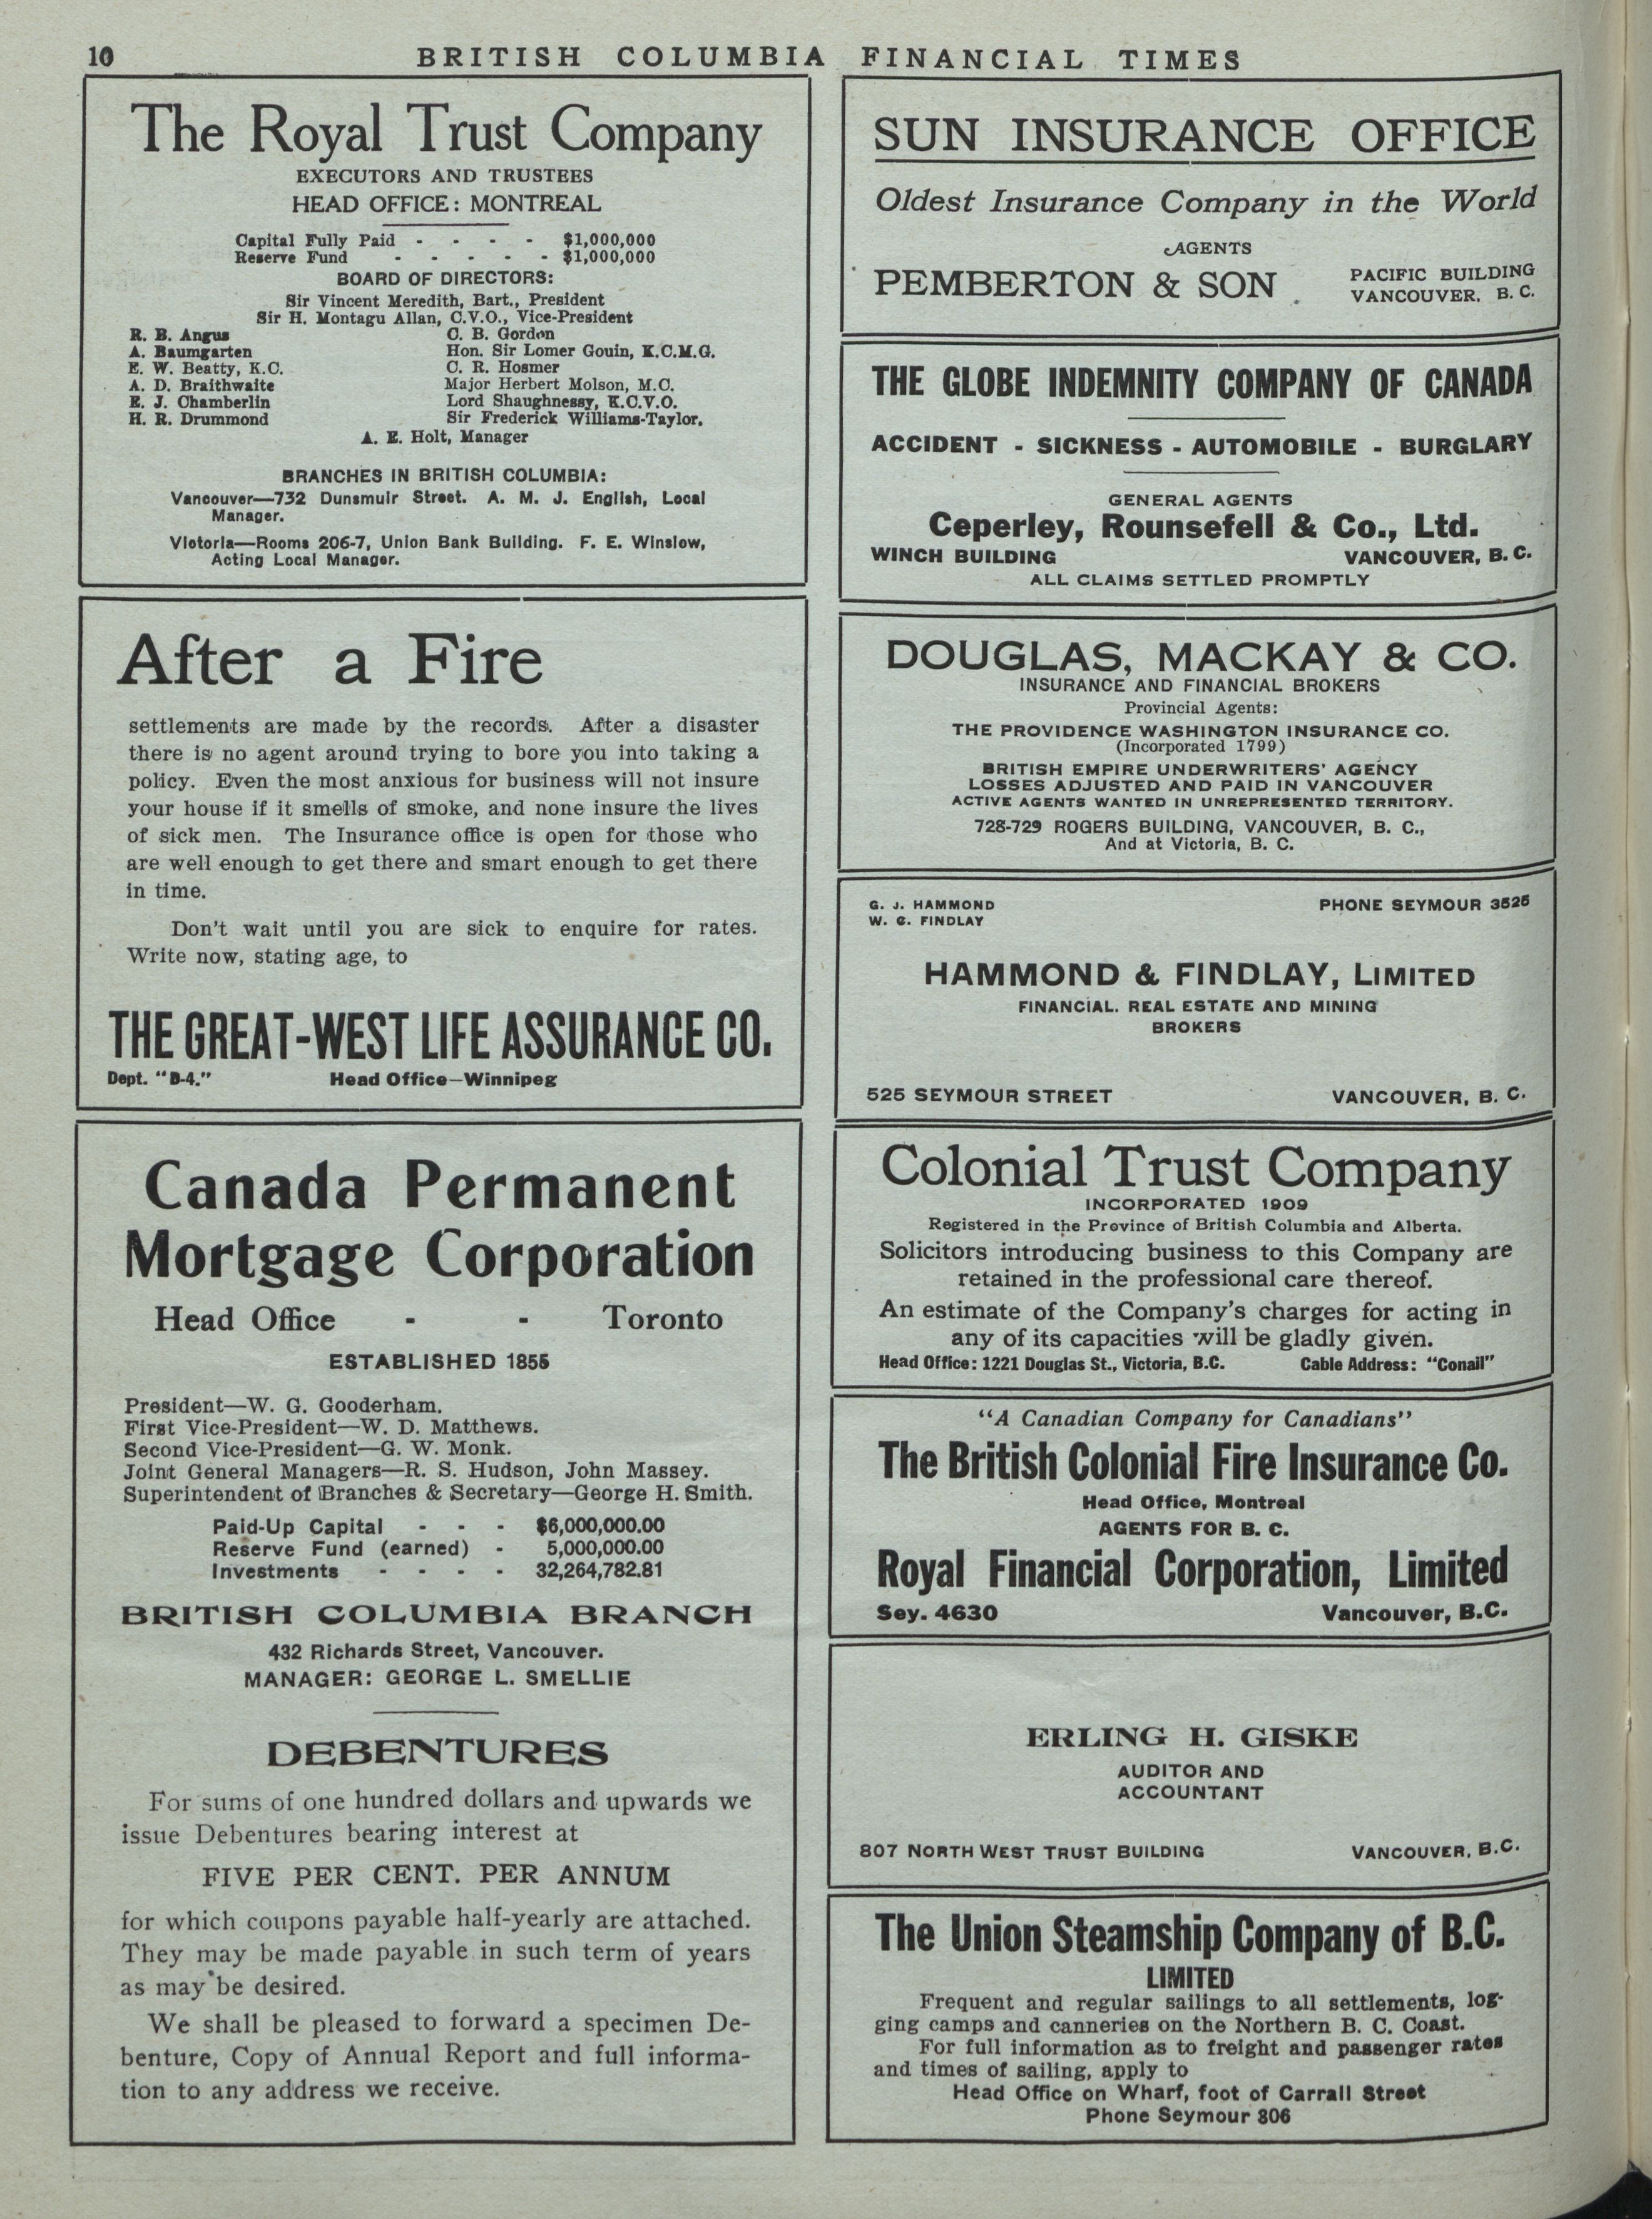 10
BRITISH COLUMBIA FINANCIAL TIMES
The Royal Trust Company
EXECUTORS AND TRUSTEES
HEAD OFFICE: MONTREAL
Capital Fully Paid - - - - $1,000,000
Reserve Fund - - - - - $1,000,000
BOARD OF DIRECTORS:
Sir Vincent Meredith, Bart., President
Sir H. Montagu Allan, C.V.O., Vice-President
R. B. Angus
A. Baumgarten
E. W. Beatty, K.C.
A. D. Braithwaite
E. J. Chamberlin
H. R. Drummond
C. B. Gordon
Hon. Sir Lomer Gouin, K.C.M.G.
C. R. Hosmer
Major Herbert Molson, M.C.
Lord Shaughnessy, K.C.V.O.
Sir Frederick Williams-Taylor.
A. E. Holt, Manager
BRANCHES IN BRITISH COLUMBIA:
Vancouver—732 Dunsmuir Street. A. M. J. English, Local
Manager.
Victoria—Rooms 206-7, Union Bank Building. F. E. Winslow,
Acting Local Manager.
After a Fire
settlements are made by the records. After a disaster
there is no agent around trying to bore you into taking a
policy. Even the most anxious for business will not insure
your house if it smells of smoke, and none insure the lives
of sick men. The Insurance office is open for those who
are well enough to get there and smart enough to get there
in time.
Don't wait until you are sick to enquire for rates.
Write now, stating age, to
THE GREAT-WEST LIFE ASSURANCE CO.
Dept. "D-4." Head Office—Winnipeg
Canada Permanent
Mortgage Corporation
Head Office - - Toronto
ESTABLISHED 1855
President—W. G. Gooderham.
First Vice-President—W. D. Matthews.
Second Vice-President—G. W. Monk.
Joint General Managers—R. S. Hudson, John Massey.
Superintendent of Branches & Secretary—George H. Smith.
Paid-Up Capital - - - $6,000,000.00
Reserve Fund (earned) - 5,000,000.00
Investments - - - - 32,264,782.81
BRITISH COLUMBIA BRANCH
432 Richards Street, Vancouver.
MANAGER: GEORGE L. SMELLIE
DEBENTURES
For sums of one hundred dollars and upwards we
issue Debentures bearing interest at
FIVE PER CENT. PER ANNUM
for which coupons payable half-yearly are attached.
They may be made payable in such term of years
as may be desired.
We shall be pleased to forward a specimen De-
benture, Copy of Annual Report and full informa-
tion to any address we receive.
SUN INSURANCE OFFICE
Oldest Insurance Company in the World
AGENTS
PEMBERTON & SON
PACIFIC BUILDING
VANCOUVER. B. C.
THE GLOBE INDEMNITY COMPANY OF CANADA
ACCIDENT - SICKNESS - AUTOMOBILE - BURGLARY
GENERAL AGENTS
Ceperley, Rounsefell & Co., Ltd.
WINCH BUILDING VANCOUVER, B. C.
ALL CLAIMS SETTLED PROMPTLY
DOUGLAS, MACKAY & CO.
INSURANCE AND FINANCIAL BROKERS
Provincial Agents:
THE PROVIDENCE WASHINGTON INSURANCE CO.
(Incorporated 1799)
BRITISH EMPIRE UNDERWRITERS' AGENCY
LOSSES ADJUSTED AND PAID IN VANCOUVER
ACTIVE AGENTS WANTED IN UNREPRESENTED TERRITORY.
728-729 ROGERS BUILDING, VANCOUVER, B. C.,
And at Victoria, B. C.
G. J. HAMMOND PHONE SEYMOUR 3525
W. C. FINDLAY
HAMMOND & FINDLAY, LIMITED
FINANCIAL. REAL ESTATE AND MINING
BROKERS
525 SEYMOUR STREET VANCOUVER, B. C.
Colonial Trust Company
INCORPORATED 1909
Registered in the Province of British Columbia and Alberta.
Solicitors introducing business to this Company are
retained in the professional care thereof.
An estimate of the Company's charges for acting in
any of its capacities will be gladly given.
Head Office: 1221 Douglas St., Victoria, B.C. Cable Address: "Conail"
"A Canadian Company for Canadians"
The British Colonial Fire Insurance Co.
Head Office, Montreal
AGENTS FOR B. C.
Royal Financial Corporation, Limited
Sey. 4630 Vancouver, B.C.
ERLING H. GISKE
AUDITOR AND
ACCOUNTANT
807 NORTH WEST TRUST BUILDING VANCOUVER, B.C.
The Union Steamship Company of B.C.
LIMITED
Frequent and regular sailings to all settlements, log-
ging camps and canneries on the Northern B. C. Coast.
For full information as to freight and passenger rates
and times of sailing, apply to
Head Office on Wharf, foot of Carrall Street
Phone Seymour 306